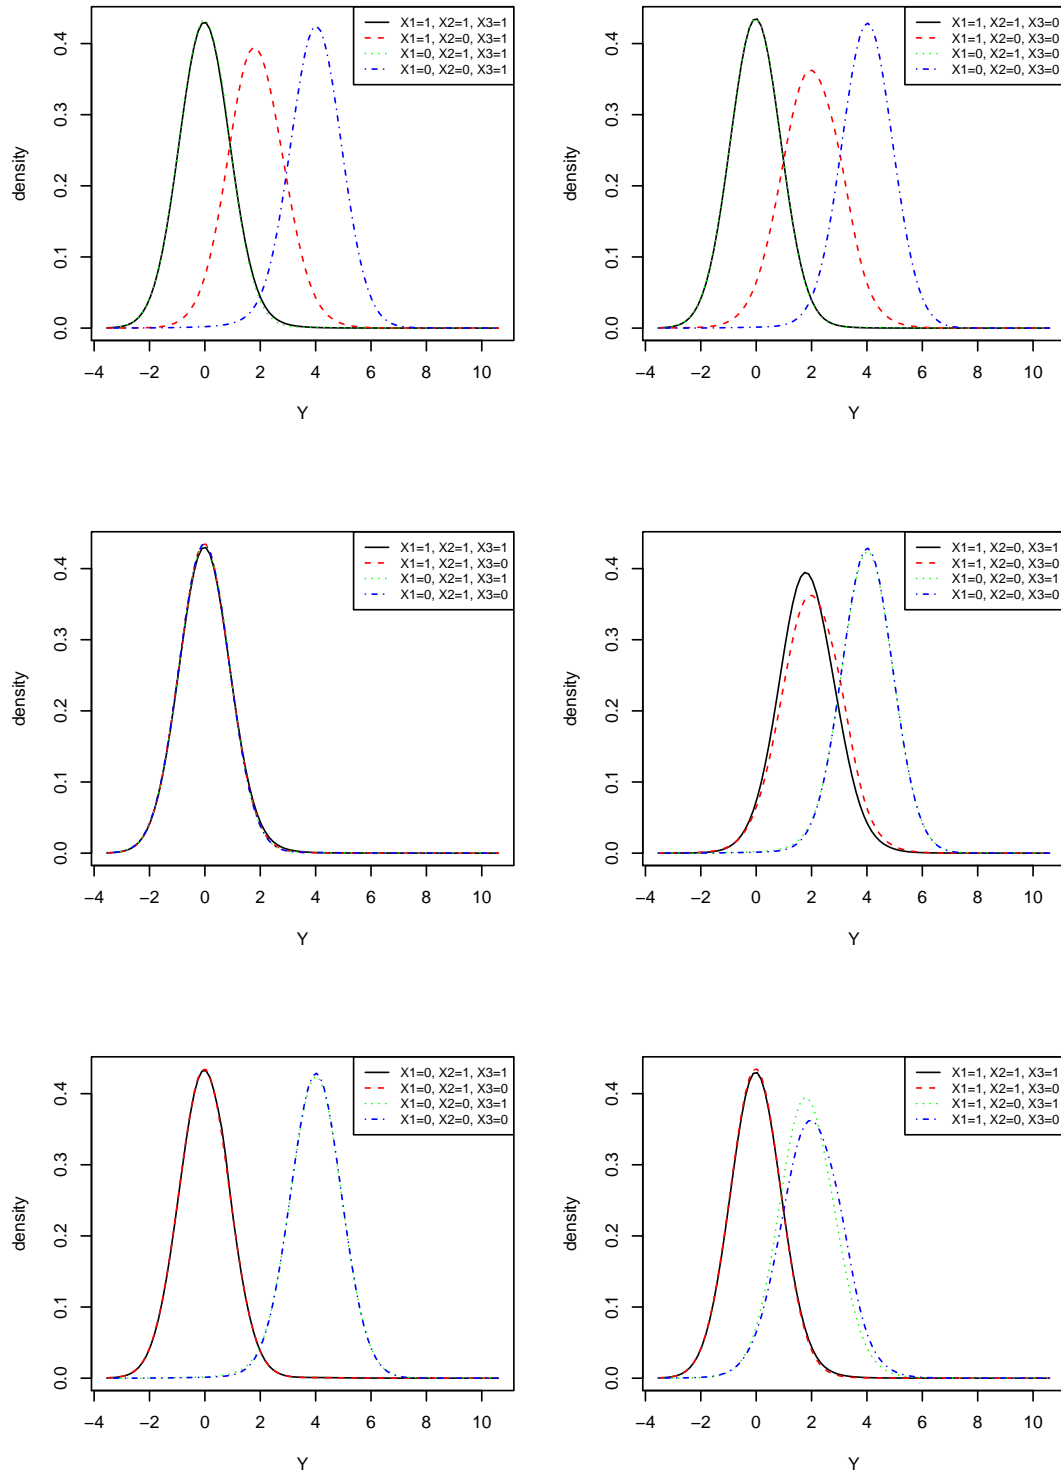 X1=1, X2=1, X3=1
X1=1, X2=0, X3=1
X1=0, X2=1, X3=1
X1=0, X2=0, X3=1
density
0.0 0.1 0.2 0.3 0.4
−4 −2 0 2 4 6 8 10
Y
X1=1, X2=1, X3=0
X1=1, X2=0, X3=0
X1=0, X2=1, X3=0
X1=0, X2=0, X3=0
density
0.0 0.1 0.2 0.3 0.4
−4 −2 0 2 4 6 8 10
Y
X1=1, X2=1, X3=1
X1=1, X2=1, X3=0
X1=0, X2=1, X3=1
X1=0, X2=1, X3=0
density
0.0 0.1 0.2 0.3 0.4
−4 −2 0 2 4 6 8 10
Y
X1=1, X2=0, X3=1
X1=1, X2=0, X3=0
X1=0, X2=0, X3=1
X1=0, X2=0, X3=0
density
0.0 0.1 0.2 0.3 0.4
−4 −2 0 2 4 6 8 10
Y
X1=0, X2=1, X3=1
X1=0, X2=1, X3=0
X1=0, X2=0, X3=1
X1=0, X2=0, X3=0
density
0.0 0.1 0.2 0.3 0.4
−4 −2 0 2 4 6 8 10
Y
X1=1, X2=1, X3=1
X1=1, X2=1, X3=0
X1=1, X2=0, X3=1
X1=1, X2=0, X3=0
density
0.0 0.1 0.2 0.3 0.4
−4 −2 0 2 4 6 8 10
Y